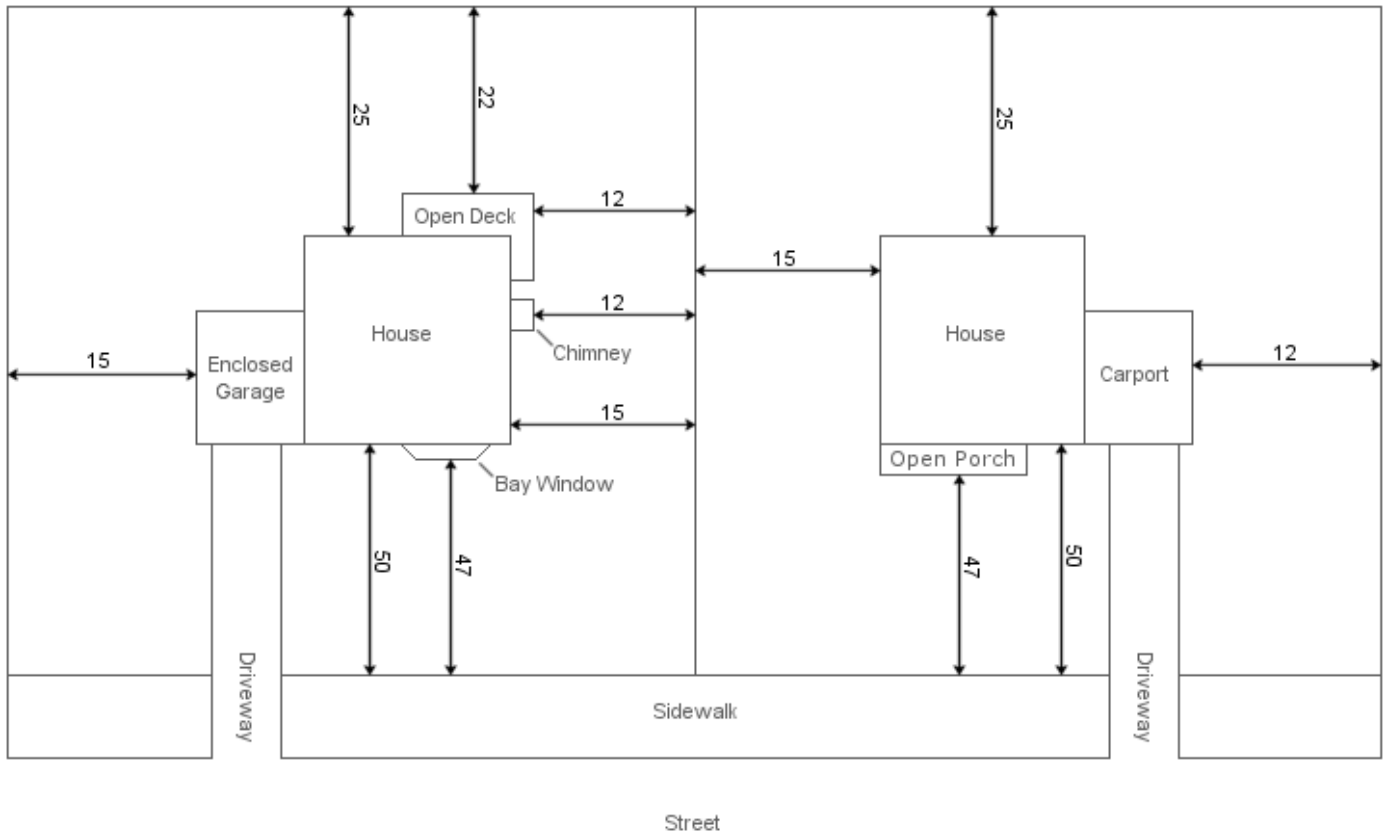 25
22
25
12
Open Deck
15
12
House
House
Chimney
15
Enclosed
Garage
12
Carport
15
Open Porch
Bay Window
50
47
47
50
Driveway
Driveway
Sidewalk
Street